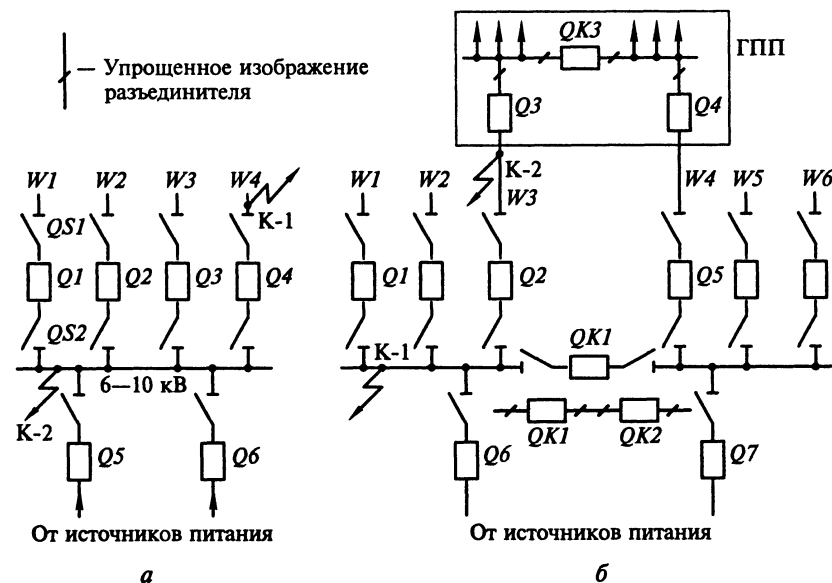 — Упрощенное изображение
разъединителя
QK3
ГПП
Q3
Q4
К-2
W1 W2 W3 W4
К-1
QS1
Q1 Q2 Q3 Q4
QS2
6—10 кВ
К-2
Q5 Q6
От источников питания
а
W1 W2 W3 W4 W5 W6
Q1 Q2 Q5
К-1
QK1
QK1 QK2
Q6 Q7
От источников питания
б